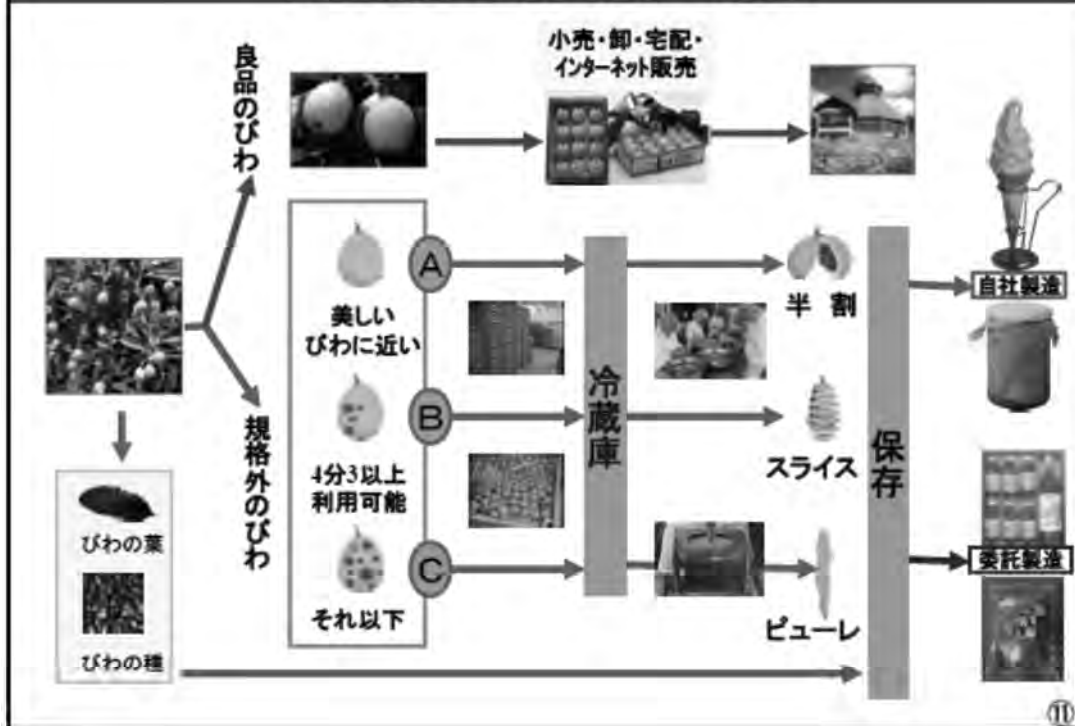 良品のびわ
小売・卸・宅配・
インターネット販売
規格外のびわ
A
美しい
びわに近い
B
4分3以上
利用可能
C
それ以下
冷蔵庫
半 割
スライス
ピューレ
保存
自社製造
委託製造
びわの葉
びわの種
⑪